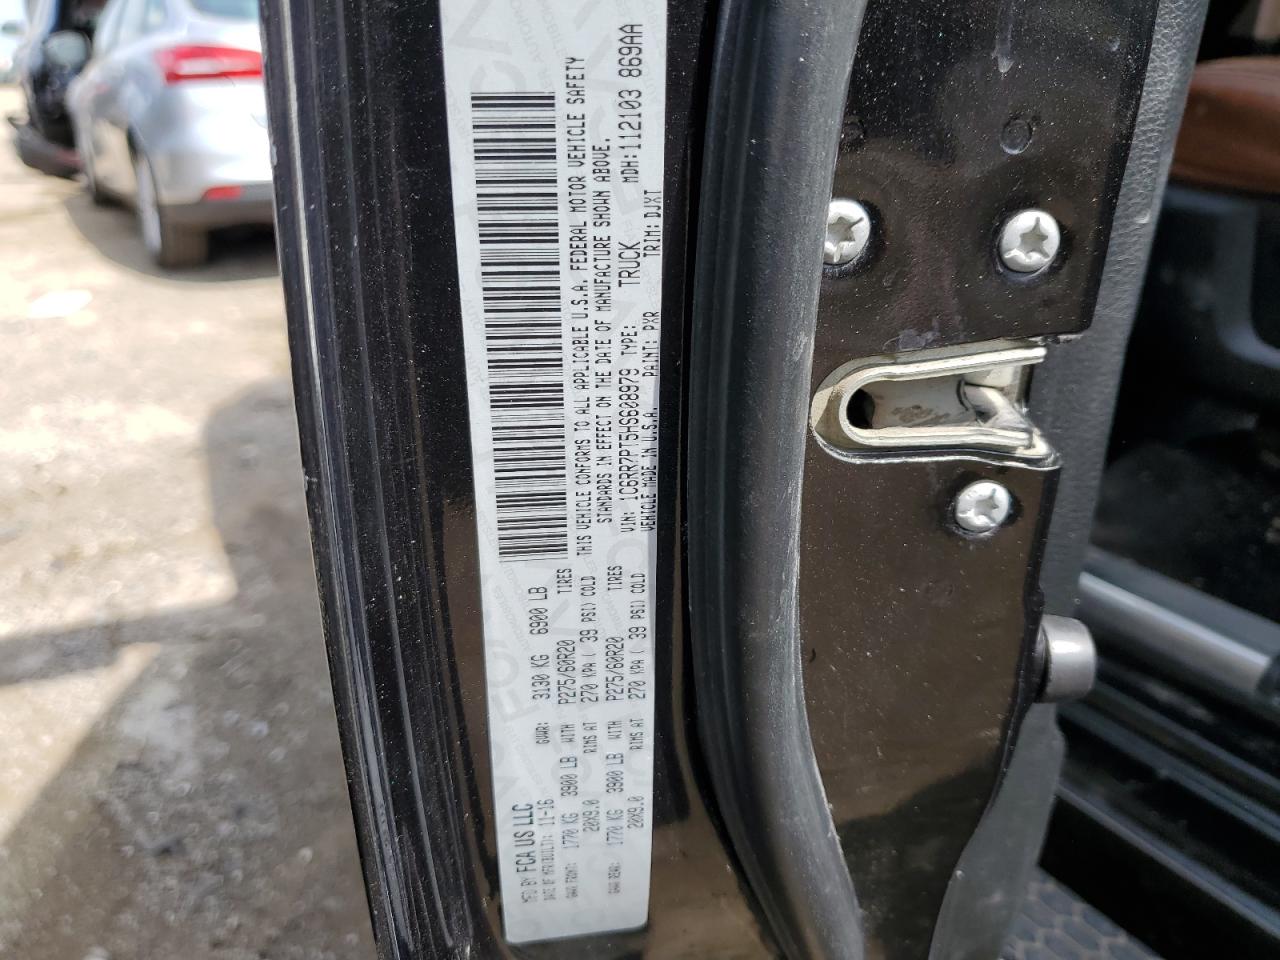 MFD BY FCA US LLC
DATE OF MFR(BUILT): 11-16 GVWR: 3130 KG 6900 LB
GAWR FRONT: 1770 KG 3900 LB WITH P275/60R20 TIRES
20X9.0 RIMS AT 270 KPA ( 39 PSI) COLD
GAWR REAR: 1770 KG 3900 LB WITH P275/60R20 TIRES
20X9.0 RIMS AT 270 KPA ( 39 PSI) COLD
THIS VEHICLE CONFORMS TO ALL APPLICABLE U.S.A. FEDERAL MOTOR VEHICLE SAFETY
STANDARDS IN EFFECT ON THE DATE OF MANUFACTURE SHOWN ABOVE.
VIN: 1C6RR7PT5HS608979 TYPE: TRUCK MDH:112103 869AA
VEHICLE MADE IN U.S.A. PAINT: PXR TRIM: DJXT